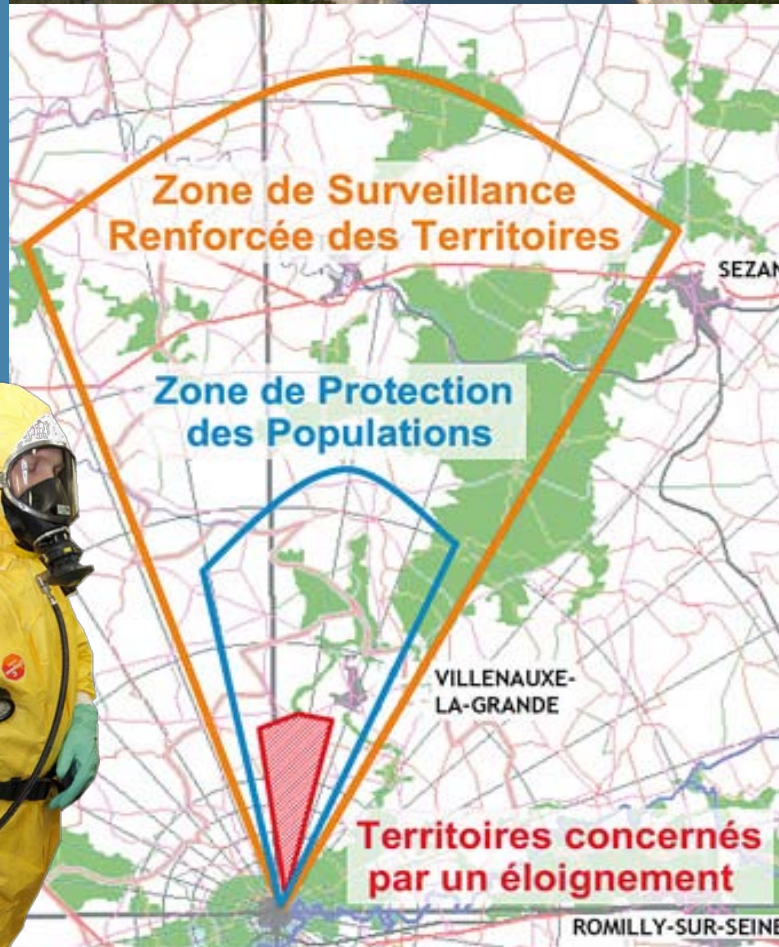 Zone de Surveillance
Renforcée des Territoires
SEZAN
Zone de Protection
des Populations
VILLENAUXE-
LA-GRANDE
Territoires concernés
par un éloignement
ROMILLY-SUR-SEINE